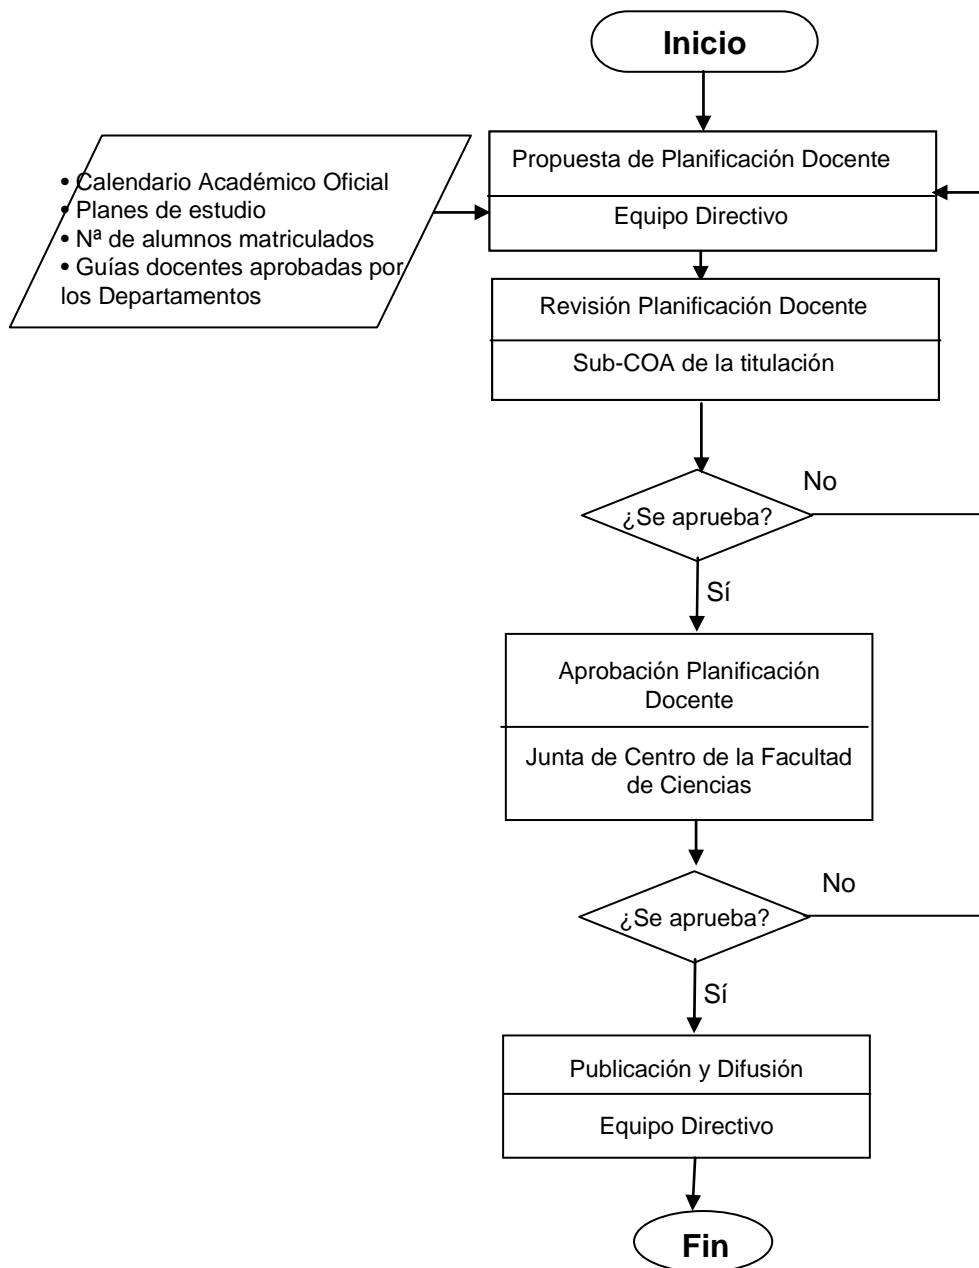 Inicio
Propuesta de Planificación Docente
Equipo Directivo
• Calendario Académico Oficial
• Planes de estudio
• Nª de alumnos matriculados
• Guías docentes aprobadas por
los Departamentos
Revisión Planificación Docente
Sub-COA de la titulación
No
¿Se aprueba?
Sí
Aprobación Planificación
Docente
Junta de Centro de la Facultad
de Ciencias
No
¿Se aprueba?
Sí
Publicación y Difusión
Equipo Directivo
Fin